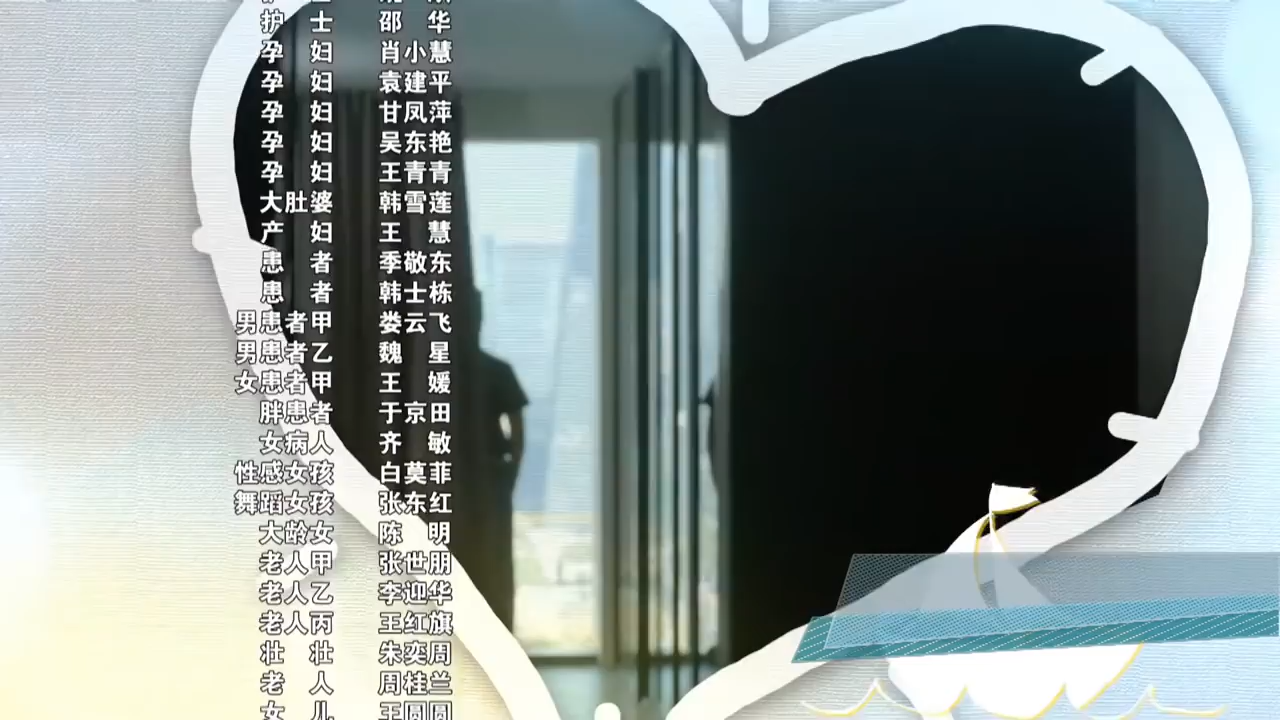 护士 邵华
孕妇 肖小慧
孕妇 袁建平
孕妇 甘凤萍
孕妇 吴东艳
孕妇 王青青
大肚婆 韩雪莲
产妇 王慧
患者 季敬东
患者 韩士栋
男患者甲 娄云飞
男患者乙 魏星
女患者甲 王媛
胖患者 于京田
女病人 齐敏
性感女孩 白莫菲
舞蹈女孩 张东红
大龄女 陈明
老人甲 张世朋
老人乙 李迎华
老人丙 王红旗
壮壮 朱奕周
老人 周桂兰
女儿 王圆圆